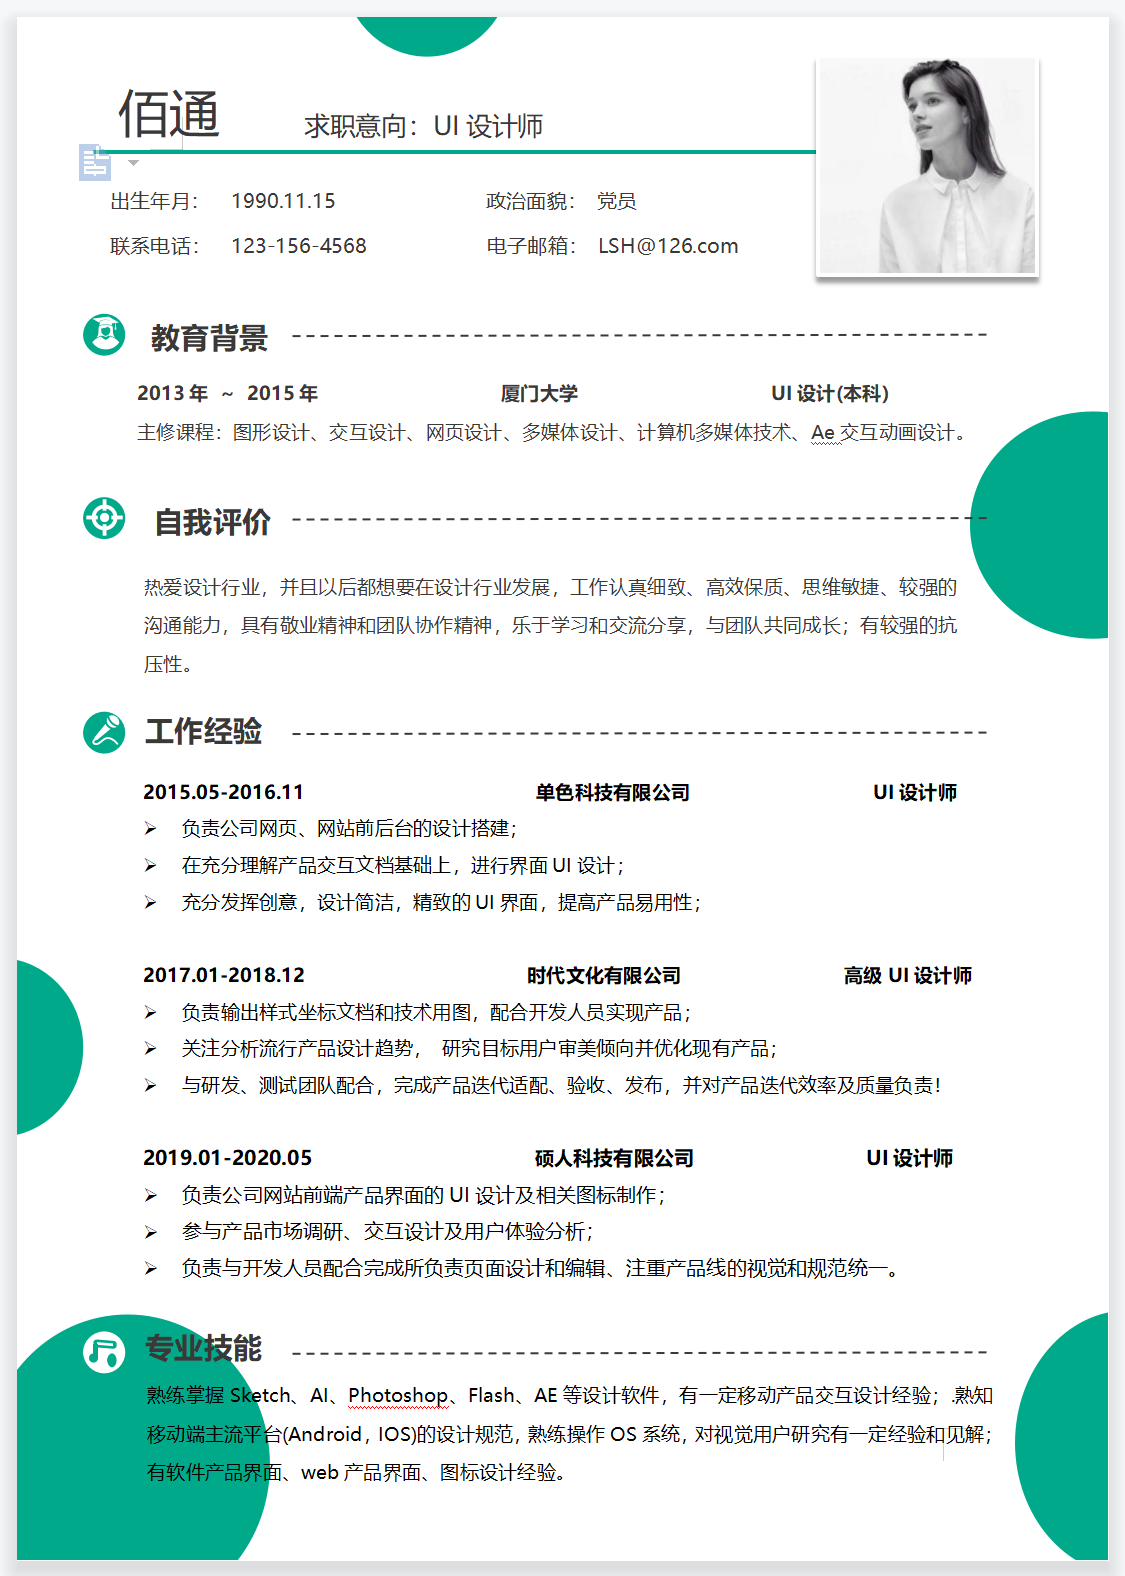 佰通
求职意向：UI 设计师
出生年月： 1990.11.15 政治面貌： 党员
联系电话： 123-156-4568 电子邮箱： LSH@126.com
教育背景
2013 年 ~ 2015 年 厦门大学 UI 设计(本科)
主修课程：图形设计、交互设计、网页设计、多媒体设计、计算机多媒体技术、Ae 交互动画设计。
自我评价
热爱设计行业，并且以后都想要在设计行业发展，工作认真细致、高效保质、思维敏捷、较强的
沟通能力，具有敬业精神和团队协作精神，乐于学习和交流分享，与团队共同成长；有较强的抗
压性。
工作经验
2015.05-2016.11 单色科技有限公司 UI 设计师
➢ 负责公司网页、网站前后台的设计搭建；
➢ 在充分理解产品交互文档基础上，进行界面 UI 设计；
➢ 充分发挥创意，设计简洁，精致的 UI 界面，提高产品易用性；
2017.01-2018.12 时代文化有限公司 高级 UI 设计师
➢ 负责输出样式坐标文档和技术用图，配合开发人员实现产品；
➢ 关注分析流行产品设计趋势， 研究目标用户审美倾向并优化现有产品；
➢ 与研发、测试团队配合，完成产品迭代适配、验收、发布，并对产品迭代效率及质量负责！
2019.01-2020.05 硕人科技有限公司 UI 设计师
➢ 负责公司网站前端产品界面的 UI 设计及相关图标制作；
➢ 参与产品市场调研、交互设计及用户体验分析；
➢ 负责与开发人员配合完成所负责页面设计和编辑、注重产品线的视觉和规范统一。
专业技能
熟练掌握 Sketch、AI、Photoshop、Flash、AE 等设计软件，有一定移动产品交互设计经验；.熟知
移动端主流平台(Android，IOS)的设计规范，熟练操作 OS 系统，对视觉用户研究有一定经验和见解；
有软件产品界面、web 产品界面、图标设计经验。